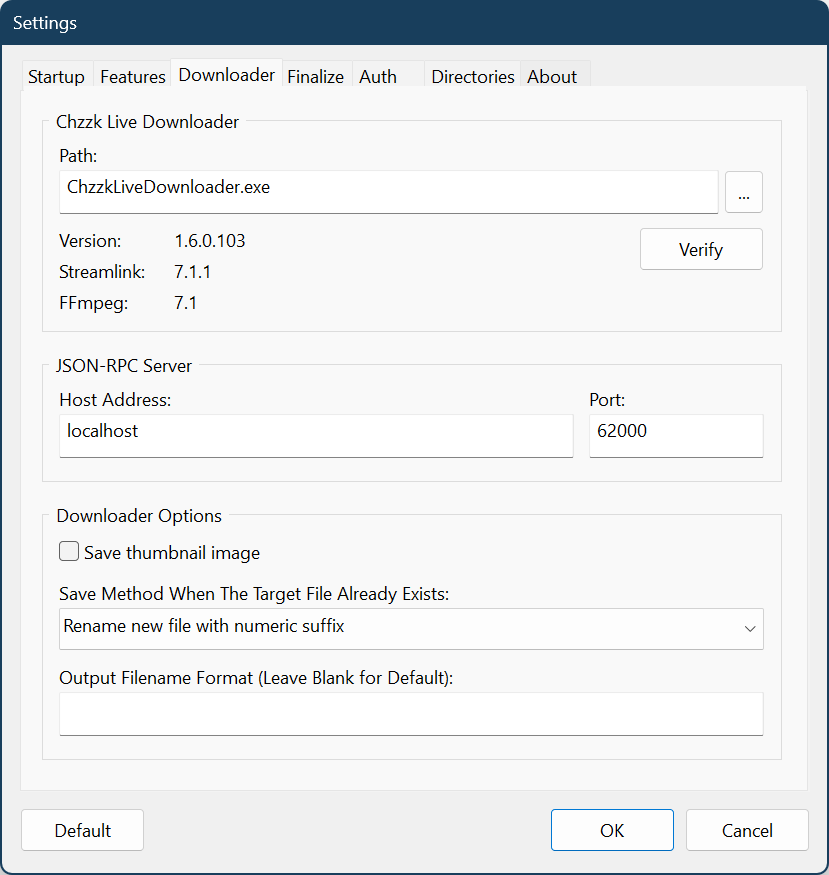 Settings
Startup Features Downloader Finalize Auth Directories About
Chzzk Live Downloader
Path:
ChzzkLiveDownloader.exe ...
Version: 1.6.0.103 Verify
Streamlink: 7.1.1
FFmpeg: 7.1
JSON-RPC Server
Host Address: Port:
localhost 62000
Downloader Options
Save thumbnail image
Save Method When The Target File Already Exists:
Rename new file with numeric suffix
Output Filename Format (Leave Blank for Default):
Default OK Cancel